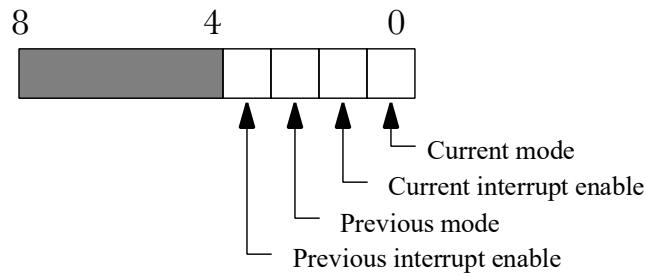 8 4 0
Current mode
Current interrupt enable
Previous mode
Previous interrupt enable